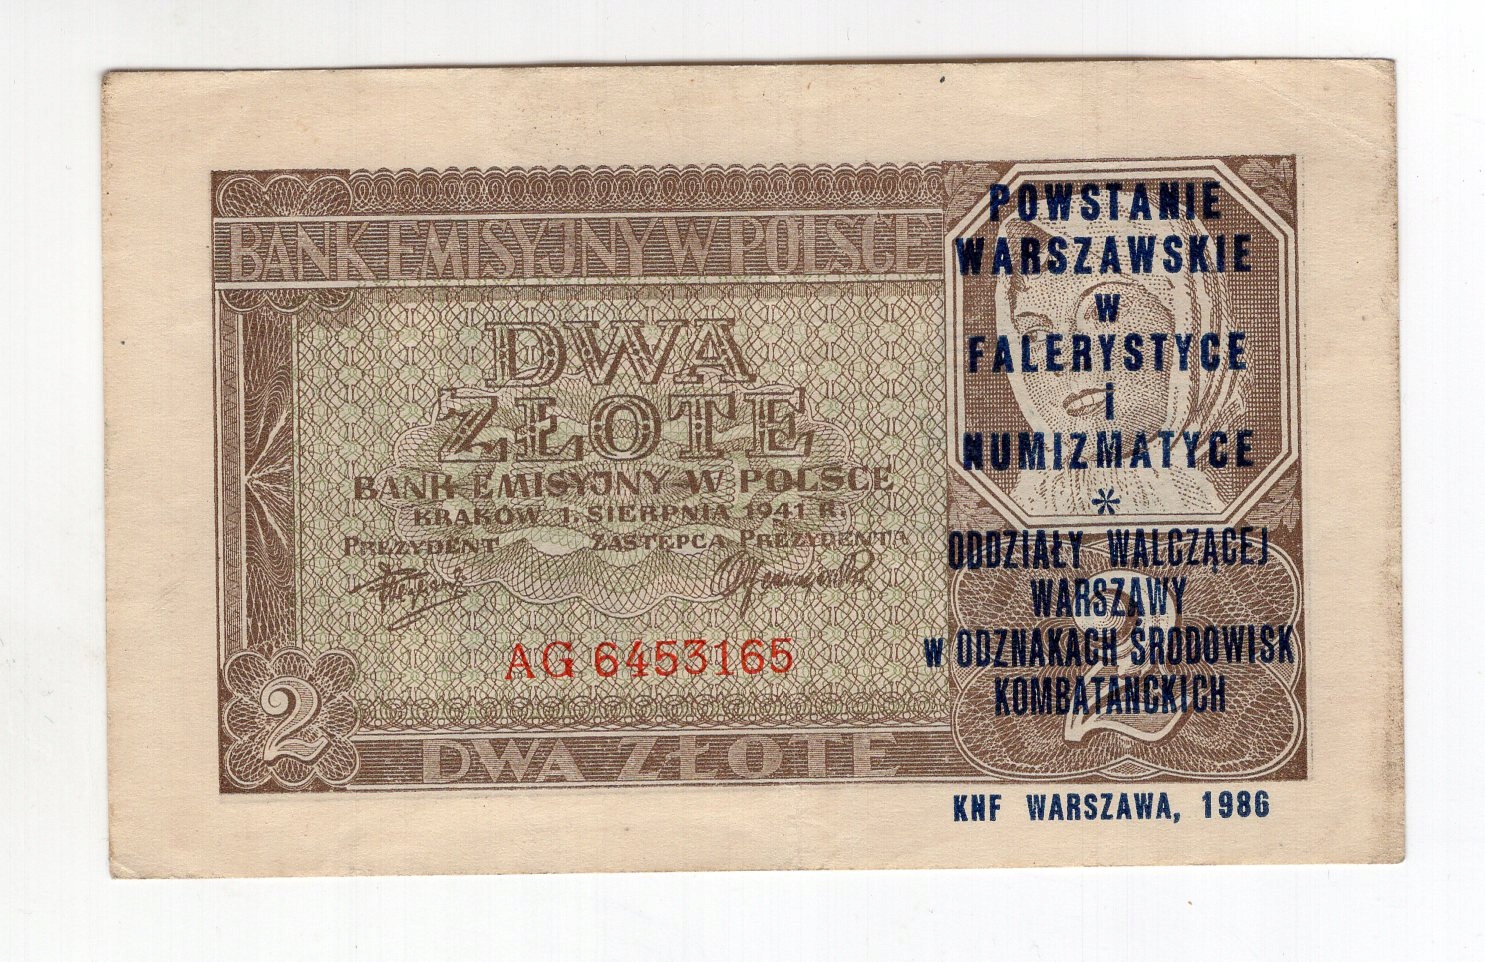 BANK EMISYJNY W POLSCE
DWA
ZŁOTE
BANK EMISYJNY W POLSCE
KRAKÓW 1. SIERPNIA 1941 R.
PREZYDENT ZASTĘPCA PREZYDENTA
AG 6453165
2
DWA ZŁOTE
POWSTANIE
WARSZAWSKIE
w
FALERYSTYCE
i
NUMIZMATYCE
*
ODDZIAŁY WALCZĄCEJ
WARSZAWY
W ODZNAKACH ŚRODOWISK
KOMBATANCKICH
2
KNF WARSZAWA, 1986